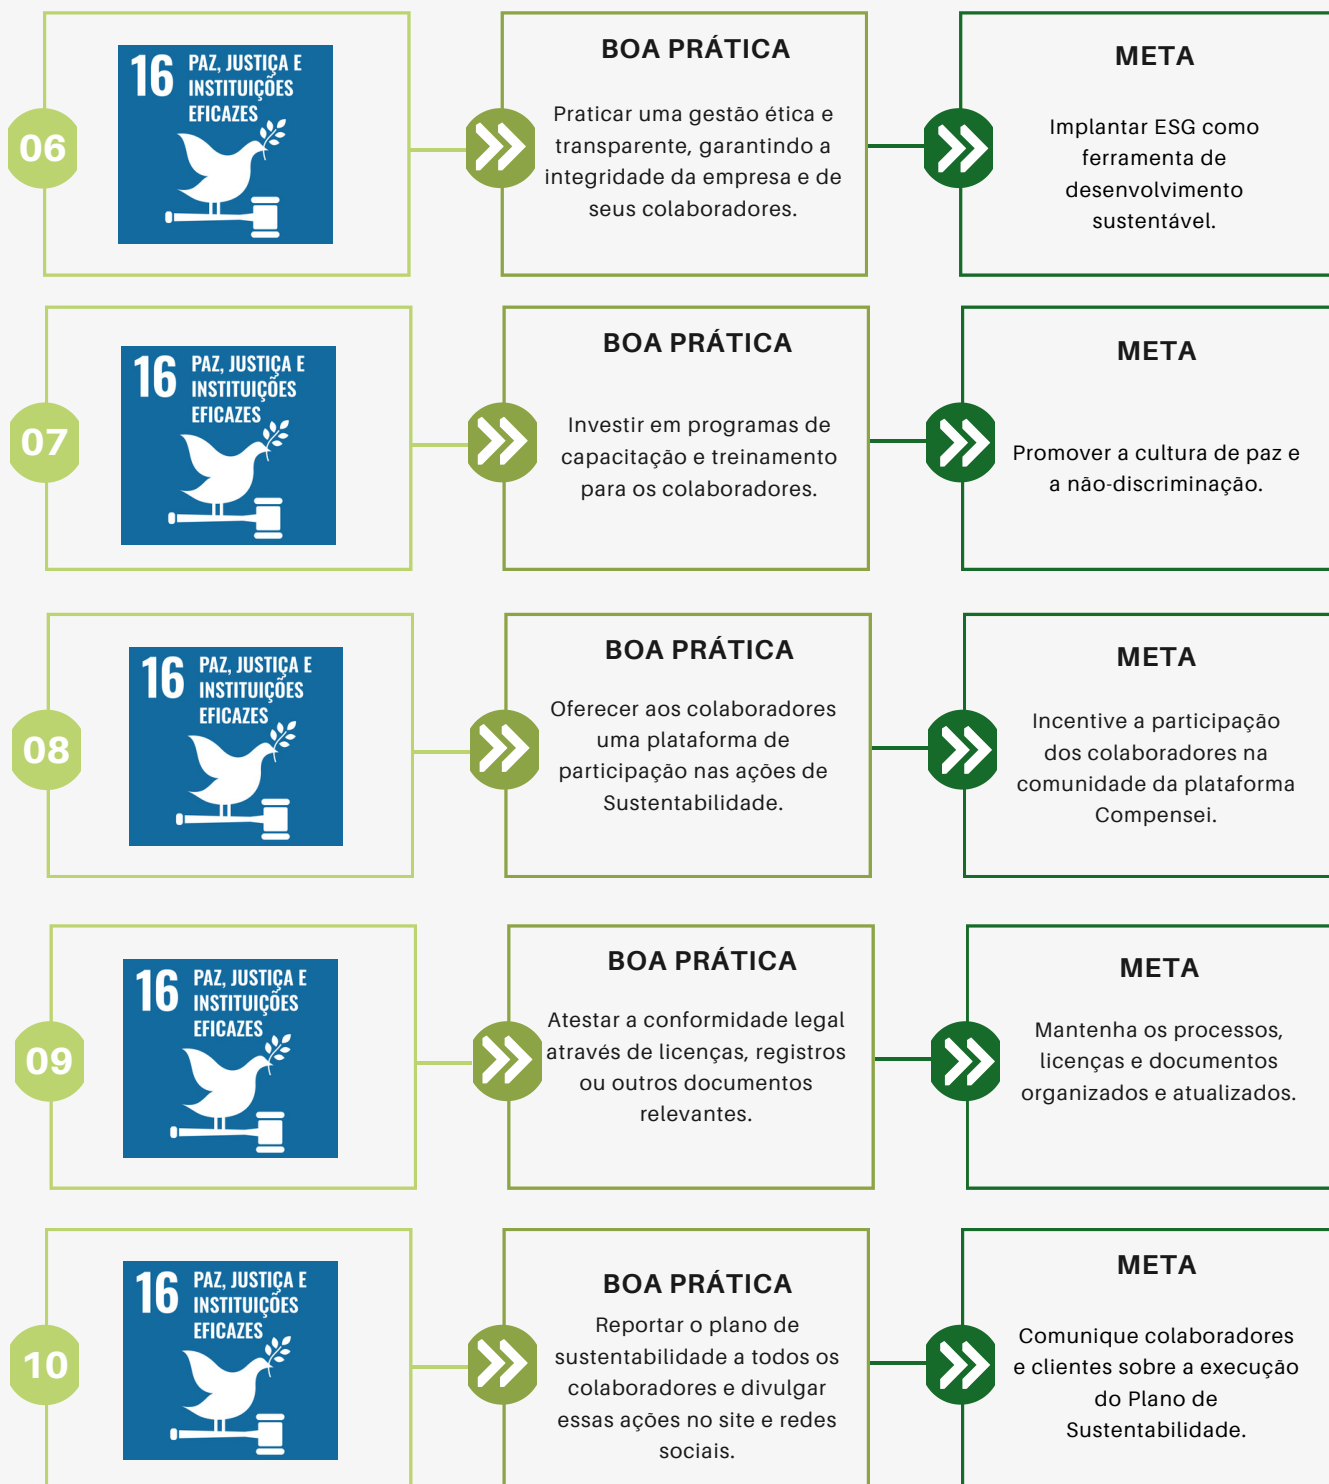 06
16
PAZ, JUSTIÇA E
INSTITUIÇÕES
EFICAZES
BOA PRÁTICA
Praticar uma gestão ética e
transparente, garantindo a
integridade da empresa e de
seus colaboradores.
META
Implantar ESG como
ferramenta de
desenvolvimento
sustentável.
07
16
PAZ, JUSTIÇA E
INSTITUIÇÕES
EFICAZES
BOA PRÁTICA
Investir em programas de
capacitação e treinamento
para os colaboradores.
META
Promover a cultura de paz e
a não-discriminação.
08
16
PAZ, JUSTIÇA E
INSTITUIÇÕES
EFICAZES
BOA PRÁTICA
Oferecer aos colaboradores
uma plataforma de
participação nas ações de
Sustentabilidade.
META
Incentive a participação
dos colaboradores na
comunidade da plataforma
Compensei.
09
16
PAZ, JUSTIÇA E
INSTITUIÇÕES
EFICAZES
BOA PRÁTICA
Atestar a conformidade legal
através de licenças, registros
ou outros documentos
relevantes.
META
Mantenha os processos,
licenças e documentos
organizados e atualizados.
10
16
PAZ, JUSTIÇA E
INSTITUIÇÕES
EFICAZES
BOA PRÁTICA
Reportar o plano de
sustentabilidade a todos os
colaboradores e divulgar
essas ações no site e redes
sociais.
META
Comunique colaboradores
e clientes sobre a execução
do Plano de
Sustentabilidade.